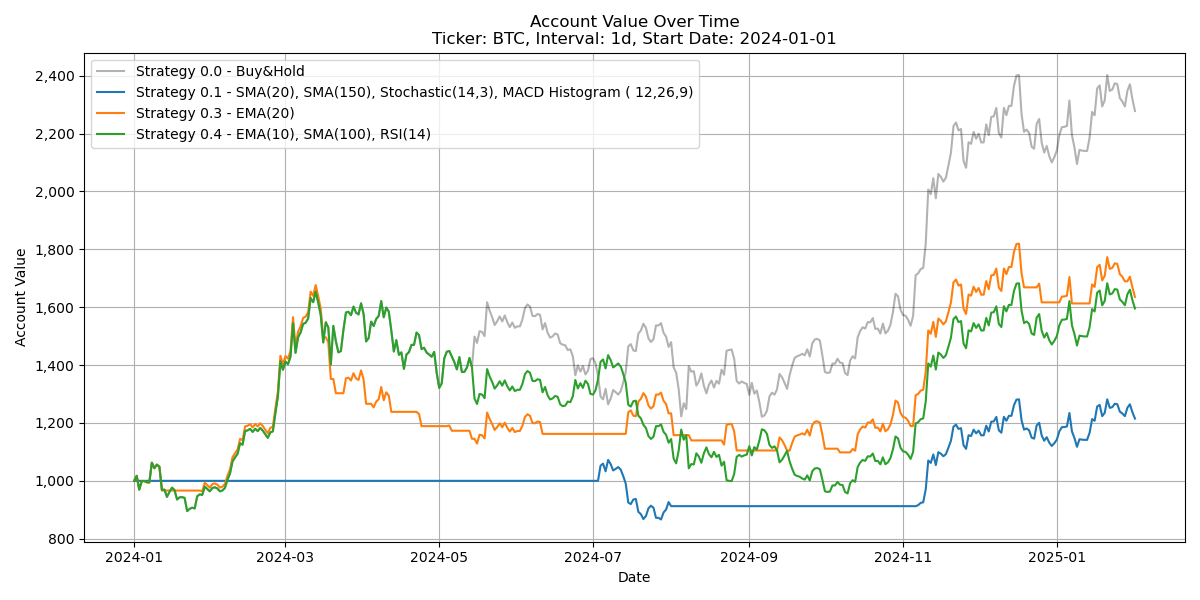 Account Value Over Time
Ticker: BTC, Interval: 1d, Start Date: 2024-01-01
Strategy 0.0 - Buy&Hold
Strategy 0.1 - SMA(20), SMA(150), Stochastic(14,3), MACD Histogram ( 12,26,9)
Strategy 0.3 - EMA(20)
Strategy 0.4 - EMA(10), SMA(100), RSI(14)
Account Value
2,400
2,200
2,000
1,800
1,600
1,400
1,200
1,000
800
2024-01
2024-03
2024-05
2024-07
2024-09
2024-11
2025-01
Date